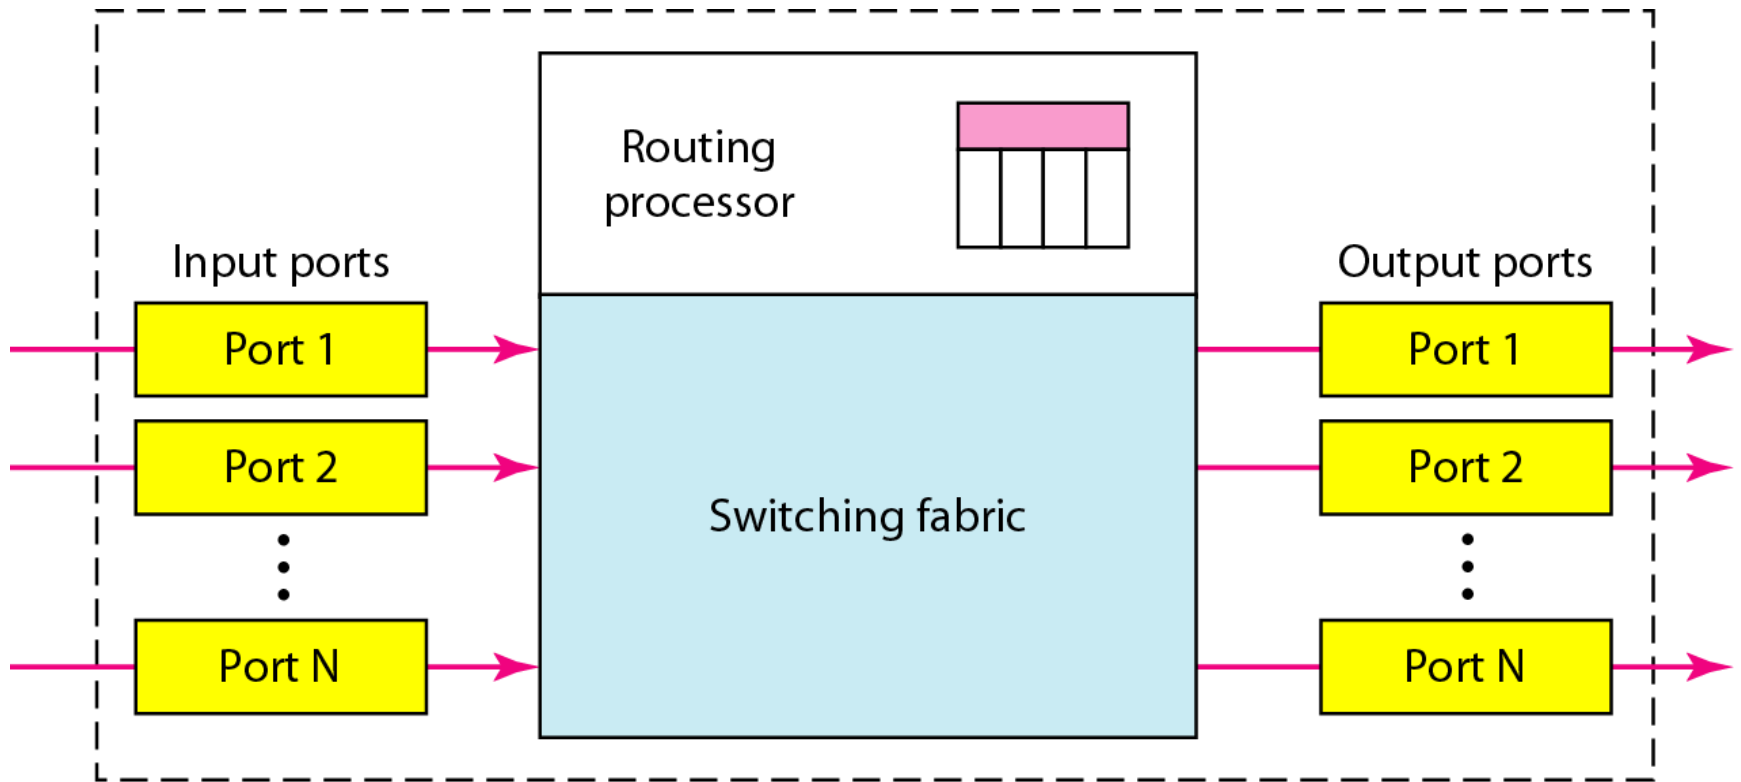 Routing
processor
Input ports
Output ports
Port 1
Port 1
Port 2
Port 2
Switching fabric
Port N
Port N